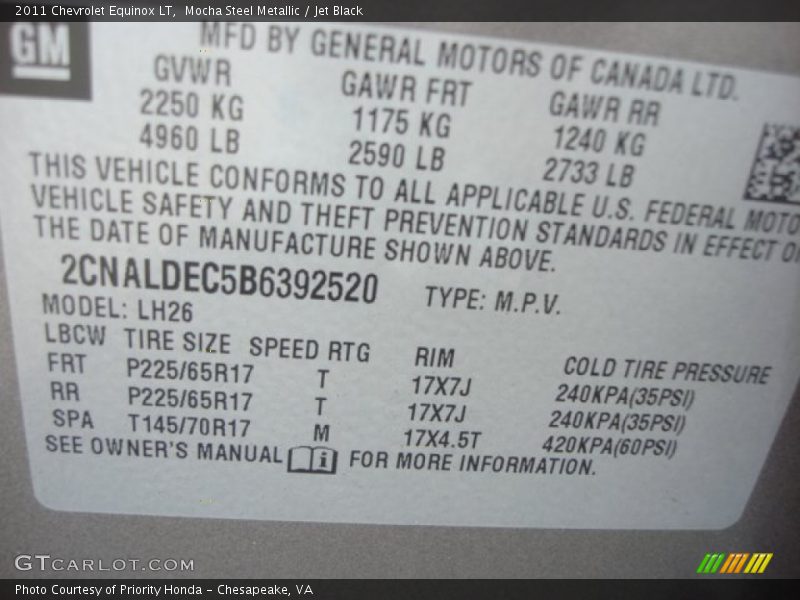 2011 Chevrolet Equinox LT, Mocha Steel Metallic / Jet Black
GM
MFD BY GENERAL MOTORS OF CANADA LTD.
GVWR GAWR FRT GAWR RR
2250 KG 1175 KG 1240 KG
4960 LB 2590 LB 2733 LB
THIS VEHICLE CONFORMS TO ALL APPLICABLE U.S. FEDERAL MOTO
VEHICLE SAFETY AND THEFT PREVENTION STANDARDS IN EFFECT O
THE DATE OF MANUFACTURE SHOWN ABOVE.
2CNALDEC5B6392520 TYPE: M.P.V.
MODEL: LH26
LBCW TIRE SIZE SPEED RTG RIM COLD TIRE PRESSURE
FRT P225/65R17 T 17X7J 240KPA(35PSI)
RR P225/65R17 T 17X7J 240KPA(35PSI)
SPA T145/70R17 M 17X4.5T 420KPA(60PSI)
SEE OWNER'S MANUAL i FOR MORE INFORMATION.
GTCARLOT.COM
Photo Courtesy of Priority Honda - Chesapeake, VA